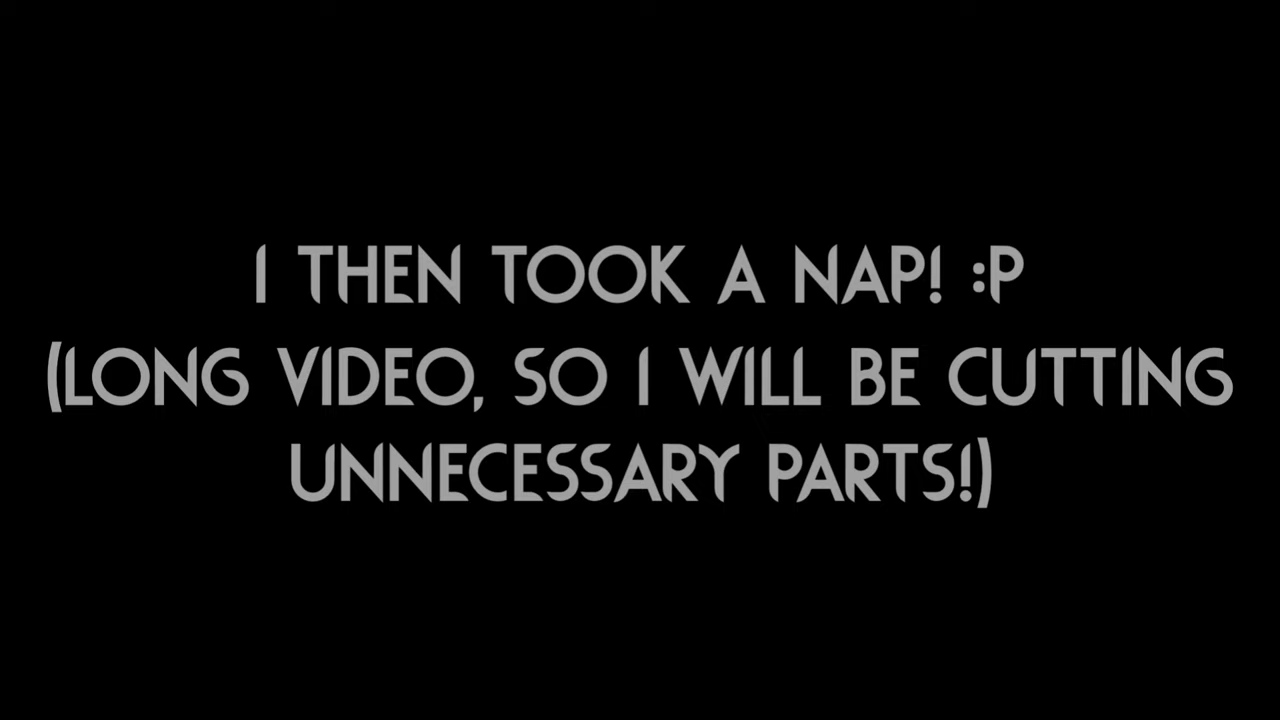 I THEN TOOK A NAP! :P
(LONG VIDEO, SO I WILL BE CUTTING
UNNECESSARY PARTS!)